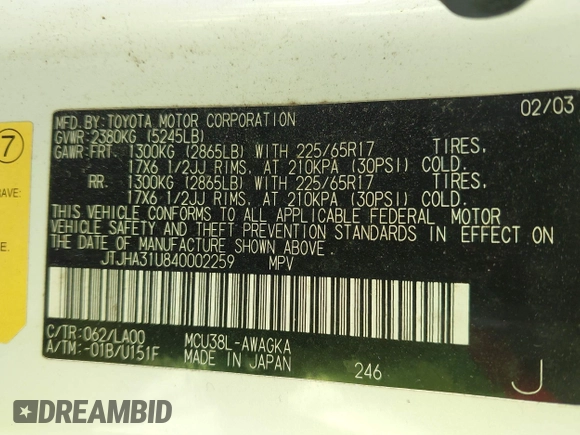 7
RAVE:
MFD.BY:TOYOTA MOTOR CORPORATION 02/03
GVWR:2380KG (5245LB)
GAWR:FRT. 1300KG (2865LB) WITH 225/65R17 TIRES,
17X6 1/2JJ RIMS, AT 210KPA (30PSI) COLD.
RR. 1300KG (2865LB) WITH 225/65R17 TIRES,
17X6 1/2JJ RIMS, AT 210KPA (30PSI) COLD.
THIS VEHICLE CONFORMS TO ALL APPLICABLE FEDERAL MOTOR
VEHICLE SAFETY AND THEFT PREVENTION STANDARDS IN EFFECT ON
THE DATE OF MANUFACTURE SHOWN ABOVE.
JTJHA31U840002259 MPV
C/TR:062/LA00 MCU38L-AWAGKA
A/TM:-01B/U151F MADE IN JAPAN 246 J
DREAMBID